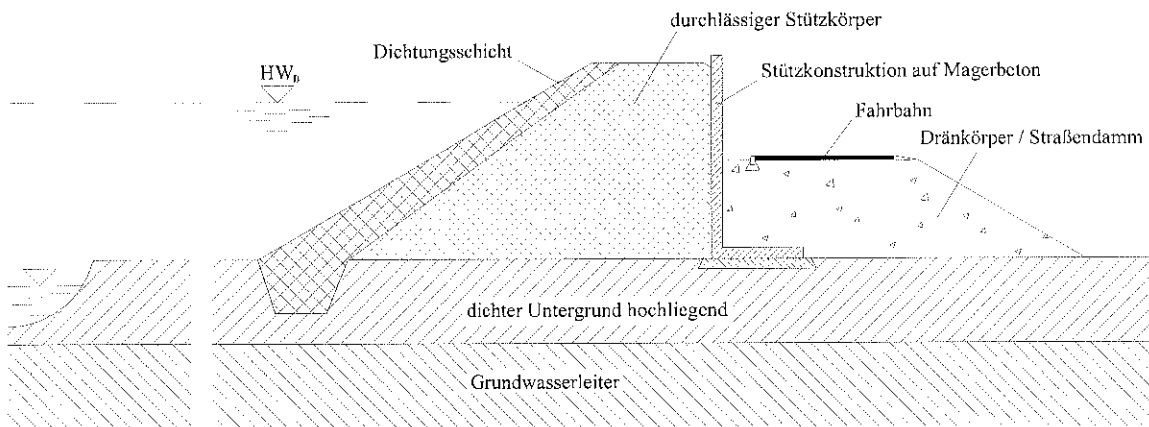 durchlässiger Stützkörper
Dichtungsschicht
HW_B
Stützkonstruktion auf Magerbeton
Fahrbahn
Dränkörper / Straßendamm
dichter Untergrund hochliegend
Grundwasserleiter